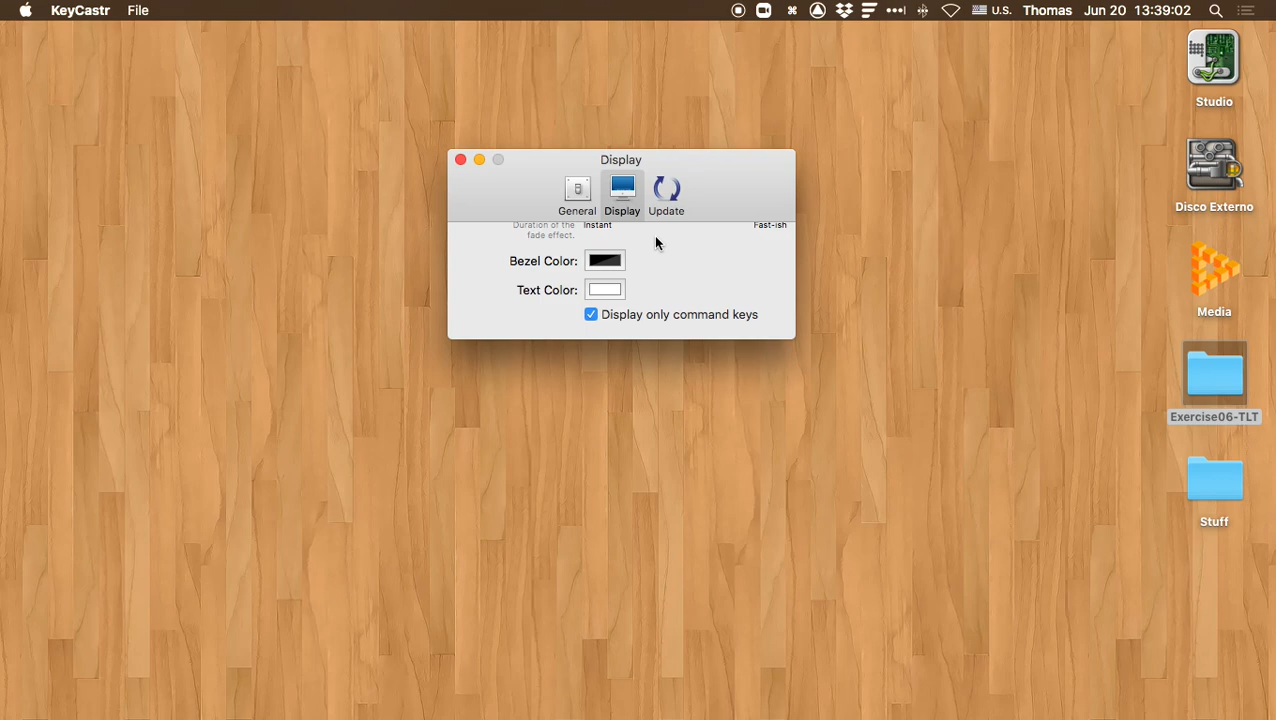 KeyCastr File U.S. Thomas Jun 20 13:39:02
Studio
Disco Externo
Media
Exercise06-TLT
Stuff
Display
General Display Update
Duration of the Instant Fast-ish
fade effect.
Bezel Color:
Text Color:
Display only command keys